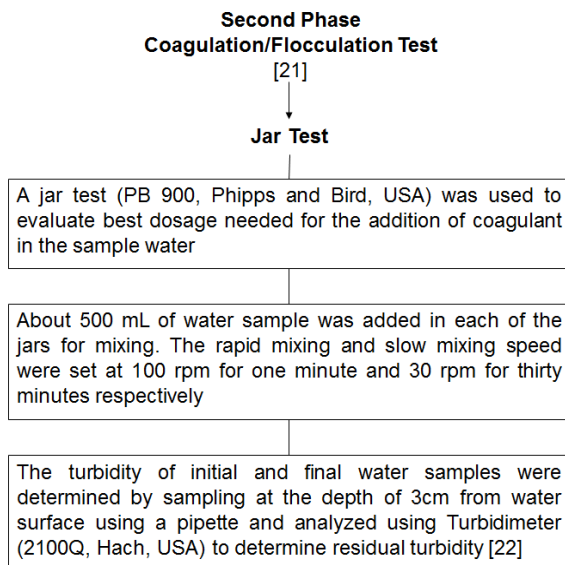 Second Phase
Coagulation/Flocculation Test
[21]
Jar Test
A jar test (PB 900, Phipps and Bird, USA) was used to
evaluate best dosage needed for the addition of coagulant
in the sample water
About 500 mL of water sample was added in each of the
jars for mixing. The rapid mixing and slow mixing speed
were set at 100 rpm for one minute and 30 rpm for thirty
minutes respectively
The turbidity of initial and final water samples were
determined by sampling at the depth of 3cm from water
surface using a pipette and analyzed using Turbidimeter
(2100Q, Hach, USA) to determine residual turbidity [22]